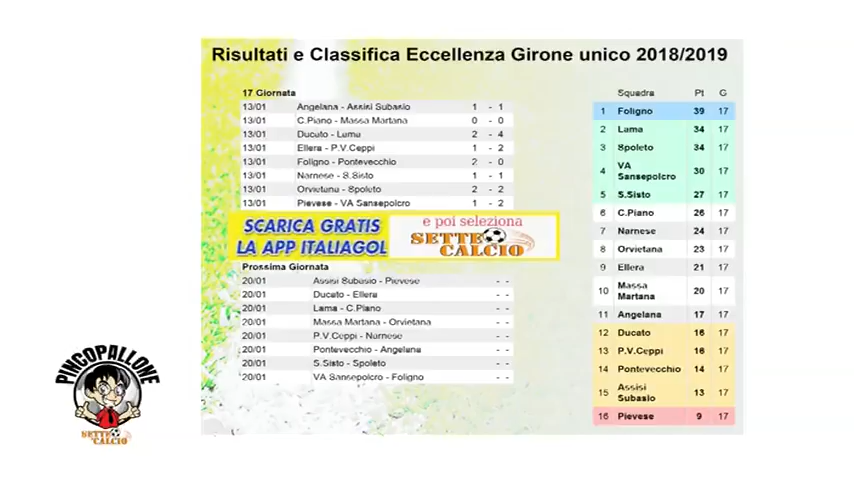 Risultati e Classifica Eccellenza Girone unico 2018/2019
17 Giornata
13/01 Angelana - Assisi Subasio 1 - 1
13/01 C.Piano - Massa Martana 0 - 0
13/01 Ducato - Lama 2 - 4
13/01 Ellera - P.V.Ceppi 1 - 2
13/01 Foligno - Pontevecchio 2 - 0
13/01 Narnese - S.Sisto 1 - 1
13/01 Orvietana - Spoleto 2 - 2
13/01 Pievese - VA Sansepolcro 1 - 2
SCARICA GRATIS
LA APP ITALIAGOL
e poi seleziona
SETTE
CALCIO
Prossima Giornata
20/01 Assisi Subasio - Pievese - -
20/01 Ducato - Ellera - -
20/01 Lama - C.Piano - -
20/01 Massa Martana - Orvietana - -
20/01 P.V.Ceppi - Narnese - -
20/01 Pontevecchio - Angelana - -
20/01 S.Sisto - Spoleto - -
20/01 VA Sansepolcro - Foligno - -
Squadra Pt G
1 Foligno 39 17
2 Lama 34 17
3 Spoleto 34 17
4 VA Sansepolcro 30 17
5 S.Sisto 27 17
6 C.Piano 26 17
7 Narnese 24 17
8 Orvietana 23 17
9 Ellera 21 17
10 Massa Martana 20 17
11 Angelana 17 17
12 Ducato 16 17
13 P.V.Ceppi 16 17
14 Pontevecchio 14 17
15 Assisi Subasio 13 17
16 Pievese 9 17
PINCOPALLONE
SETTE
CALCIO